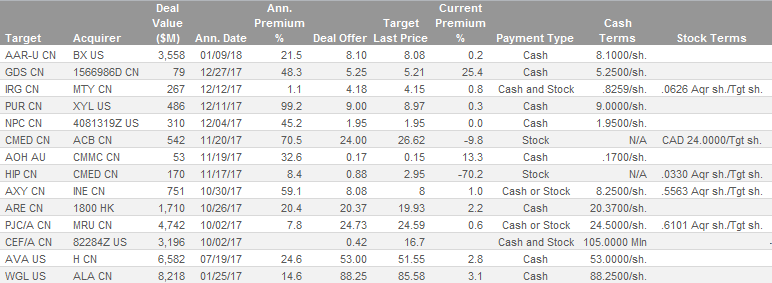 Deal Ann. Target Current
Value Premium Premium Cash
Target Acquirer ($M) Ann. Date % Deal Offer Last Price % Payment Type Terms Stock Terms
AAR-U CN BX US 3,558 01/09/18 21.5 8.10 8.08 0.2 Cash 8.1000/sh.
GDS CN 1566986D CN 79 12/27/17 48.3 5.25 5.21 25.4 Cash 5.2500/sh.
IRG CN MTY CN 267 12/12/17 1.1 4.18 4.15 0.8 Cash and Stock .8259/sh. .0626 Aqr sh./Tgt sh.
PUR CN XYL US 486 12/11/17 99.2 9.00 8.97 0.3 Cash 9.0000/sh.
NPC CN 4081319Z US 310 12/04/17 45.2 1.95 1.95 0.0 Cash 1.9500/sh.
CMED CN ACB CN 542 11/20/17 70.5 24.00 26.62 -9.8 Stock N/A CAD 24.0000/Tgt sh.
AOH AU CMMC CN 53 11/19/17 32.6 0.17 0.15 13.3 Cash .1700/sh.
HIP CN CMED CN 170 11/17/17 8.4 0.88 2.95 -70.2 Stock N/A .0330 Aqr sh./Tgt sh.
AXY CN INE CN 751 10/30/17 59.1 8.08 8 1.0 Cash or Stock 8.2500/sh. .5563 Aqr sh./Tgt sh.
ARE CN 1800 HK 1,710 10/26/17 20.4 20.37 19.93 2.2 Cash 20.3700/sh.
PJC/A CN MRU CN 4,742 10/02/17 7.8 24.73 24.59 0.6 Cash or Stock 24.5000/sh. .6101 Aqr sh./Tgt sh.
CEF/A CN 82284Z US 3,196 10/02/17 0.42 16.7 Cash and Stock 105.0000 Mln
AVA US H CN 6,582 07/19/17 24.6 53.00 51.55 2.8 Cash 53.0000/sh.
WGL US ALA CN 8,218 01/25/17 14.6 88.25 85.58 3.1 Cash 88.2500/sh.